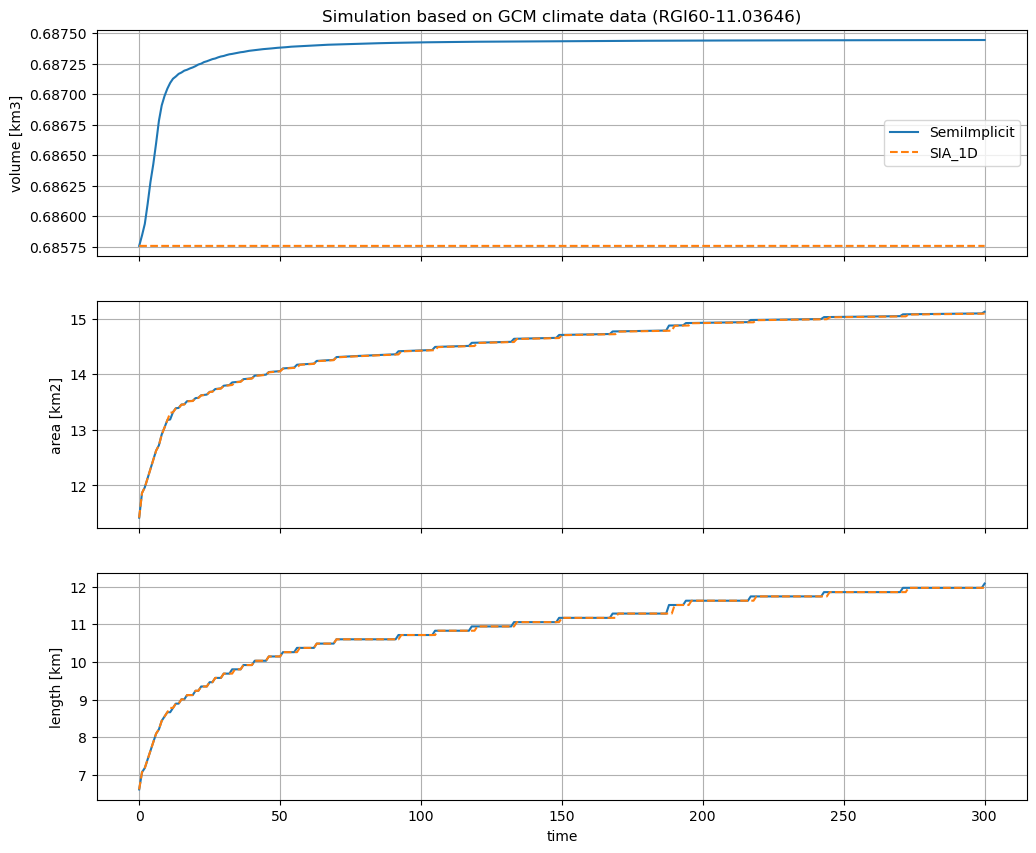 Simulation based on GCM climate data (RGI60-11.03646)
0.68750
0.68725
0.68700
0.68675
0.68650
0.68625
0.68600
0.68575
volume [km3]
SemiImplicit
SIA_1D
15
14
13
12
area [km2]
12
11
10
9
8
7
length [km]
0 50 100 150 200 250 300
time